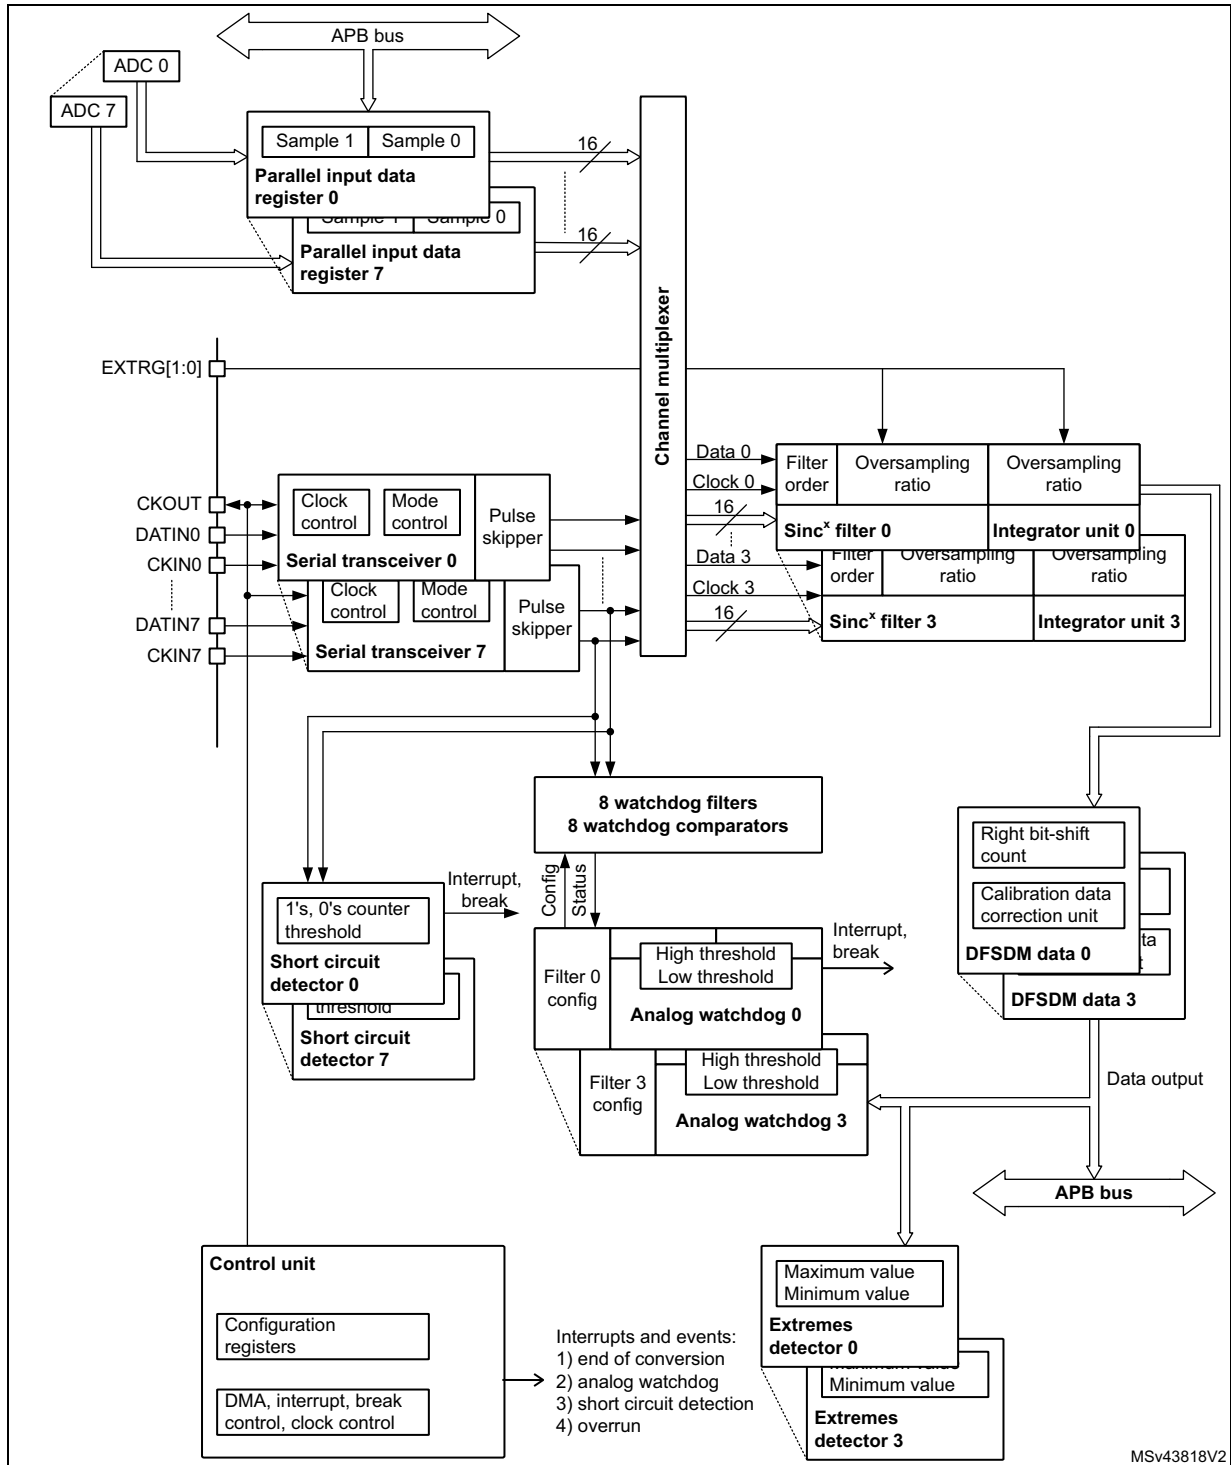 APB bus
ADC 0
ADC 7
Sample 1 Sample 0
Parallel input data
register 0
Sample 1 Sample 0
Parallel input data
register 7
16
16
Channel multiplexer
EXTRG[1:0]
CKOUT
DATIN0
CKIN0
DATIN7
CKIN7
Clock
control
Mode
control
Pulse
skipper
Serial transceiver 0
Clock
control
Mode
control
Pulse
skipper
Serial transceiver 7
Data 0
Clock 0
16
Data 3
Clock 3
16
Filter
order
Oversampling
ratio
Oversampling
ratio
Sincˣ filter 0
Integrator unit 0
Filter
order
Oversampling
ratio
Oversampling
ratio
Sincˣ filter 3
Integrator unit 3
8 watchdog filters
8 watchdog comparators
Config
Status
Interrupt,
break
1's, 0's counter
threshold
Short circuit
detector 0
threshold
Short circuit
detector 7
Filter 0
config
High threshold
Low threshold
Analog watchdog 0
Interrupt,
break
Filter 3
config
High threshold
Low threshold
Analog watchdog 3
Right bit-shift
count
Calibration data
correction unit
DFSDM data 0
DFSDM data 3
Data output
APB bus
Control unit
Configuration
registers
DMA, interrupt, break
control, clock control
Interrupts and events:
1) end of conversion
2) analog watchdog
3) short circuit detection
4) overrun
Maximum value
Minimum value
Extremes
detector 0
Maximum value
Minimum value
Extremes
detector 3
MSv43818V2